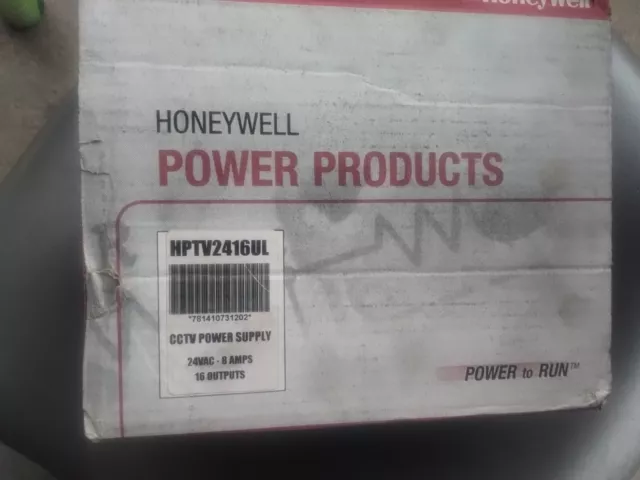 Honeywell
HONEYWELL
POWER PRODUCTS
HPTV2416UL
"781410731202"
CCTV POWER SUPPLY
24VAC - 8 AMPS
16 OUTPUTS
POWER to RUN™